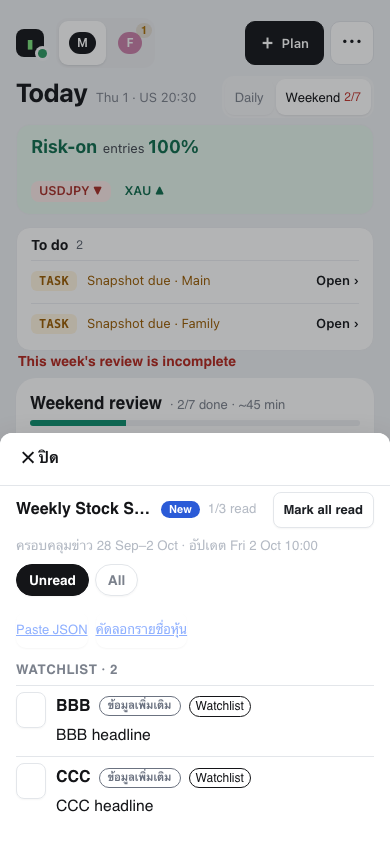 M F 1 + Plan ···
Today Thu 1 · US 20:30 Daily Weekend 2/7
Risk-on entries 100%
USDJPY ▼ XAU ▲
To do 2
TASK Snapshot due · Main Open ›
TASK Snapshot due · Family Open ›
This week's review is incomplete
Weekend review · 2/7 done · ~45 min
✕ ปิด
Weekly Stock S... New 1/3 read Mark all read
ครอบคลุมข่าว 28 Sep–2 Oct · อัปเดต Fri 2 Oct 10:00
Unread All
Paste JSON คัดลอกรายชื่อหุ้น
WATCHLIST · 2
BBB ข้อมูลเพิ่มเติม Watchlist
BBB headline
CCC ข้อมูลเพิ่มเติม Watchlist
CCC headline